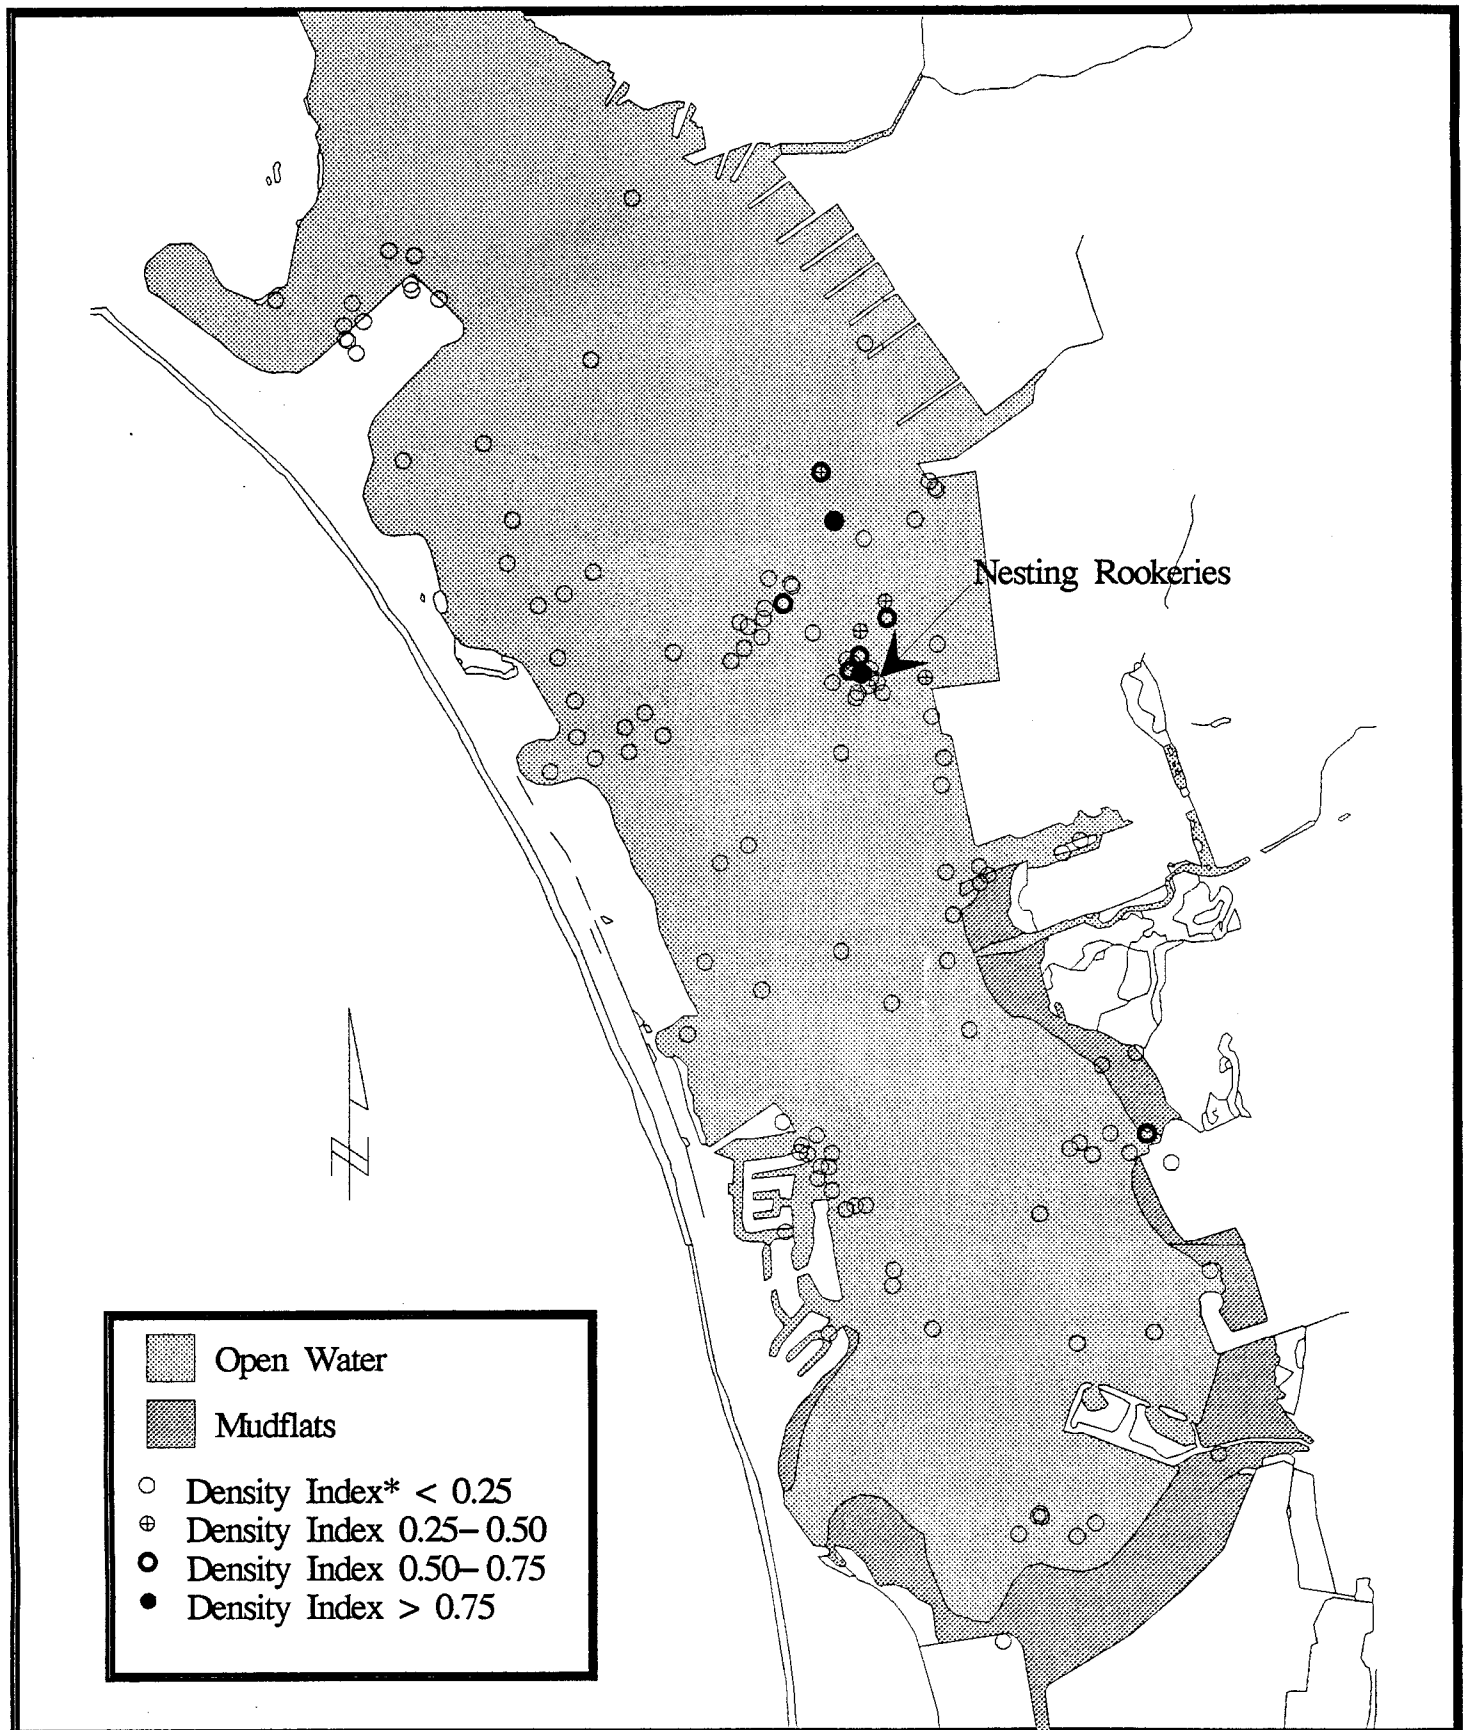 Nesting Rookeries
Open Water
Mudflats
Density Index* < 0.25
Density Index 0.25-0.50
Density Index 0.50-0.75
Density Index > 0.75
N